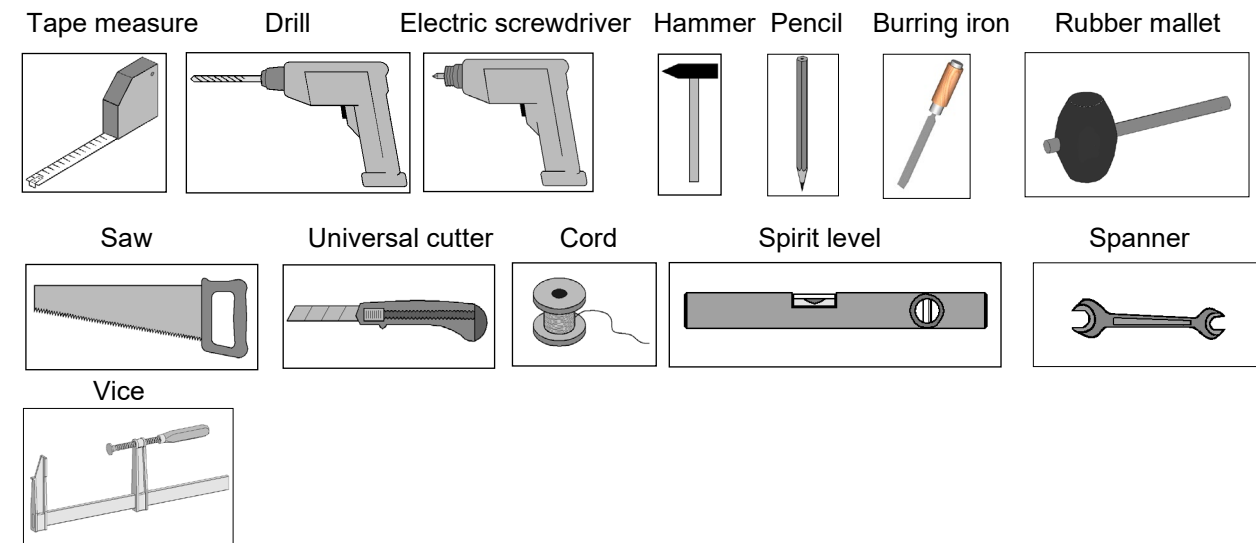 Tape measure Drill Electric screwdriver Hammer Pencil Burring iron Rubber mallet
Saw Universal cutter Cord Spirit level Spanner
Vice